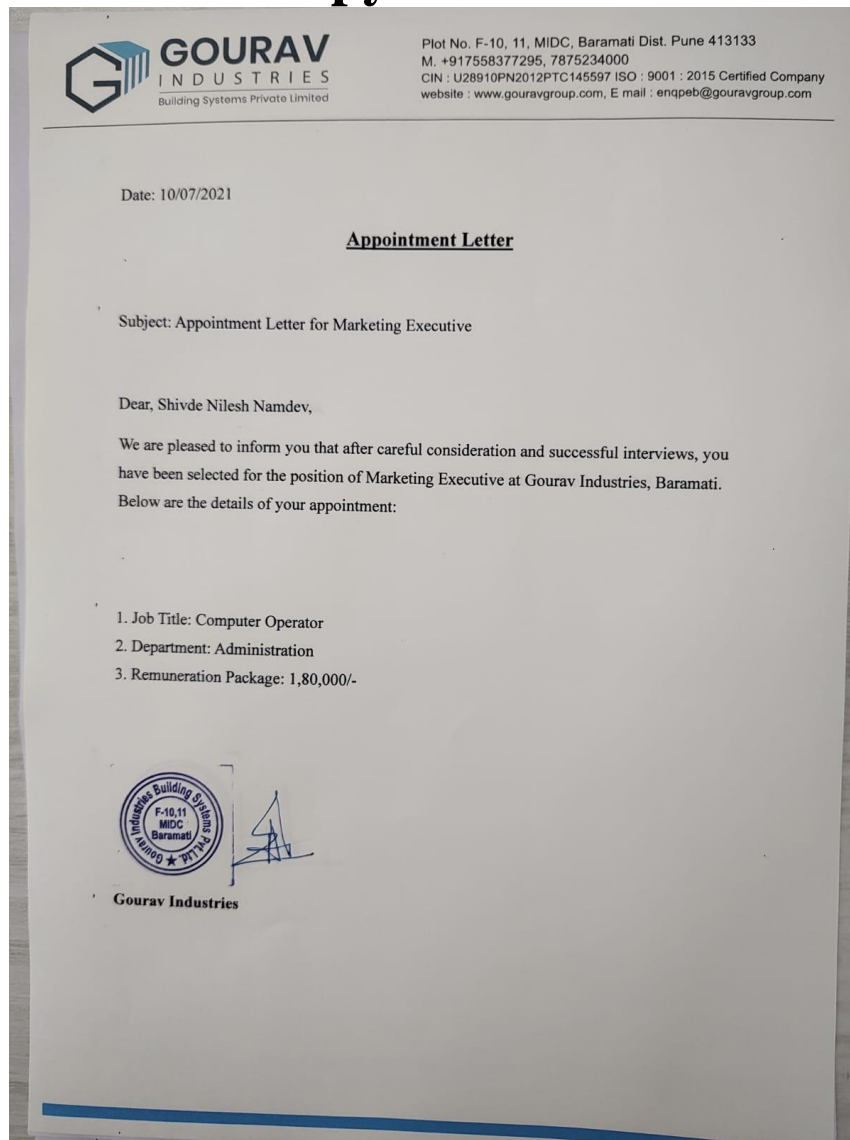 GOURAV
INDUSTRIES
Building Systems Private Limited
Plot No. F-10, 11, MIDC, Baramati Dist. Pune 413133
M. +917558377295, 7875234000
CIN : U28910PN2012PTC145597 ISO : 9001 : 2015 Certified Company
website : www.gouravgroup.com, E mail : enqpeb@gouravgroup.com
Date: 10/07/2021
Appointment Letter
Subject: Appointment Letter for Marketing Executive
Dear, Shivde Nilesh Namdev,
We are pleased to inform you that after careful consideration and successful interviews, you
have been selected for the position of Marketing Executive at Gourav Industries, Baramati.
Below are the details of your appointment:
1. Job Title: Computer Operator
2. Department: Administration
3. Remuneration Package: 1,80,000/-
Gourav Industries Building Systems Pvt.Ltd.
F-10,11
MIDC
Baramati
Gourav Industries